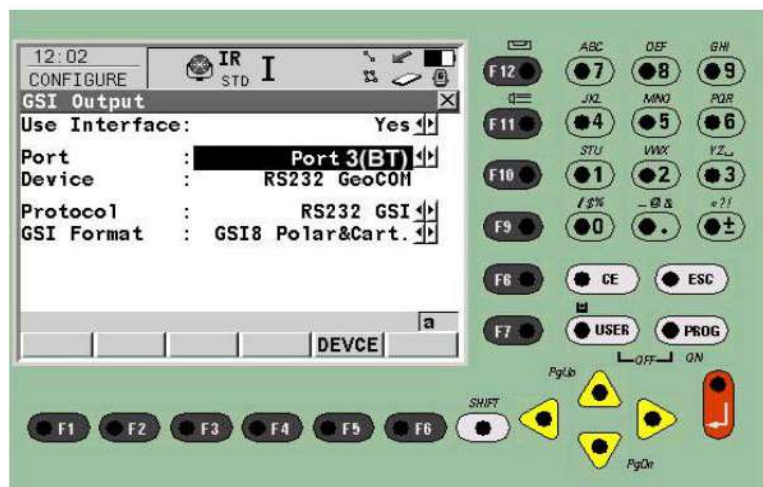 12:02
CONFIGURE
IR
STD
I
GSI Output
Use Interface: Yes
Port : Port 3(BT)
Device : RS232 GeoCOM
Protocol : RS232 GSI
GSI Format : GSI8 Polar&Cart.
a
DEVCE
F12
ABC
7
DEF
8
GHI
9
F11
JKL
4
MNO
5
PQR
6
F10
STU
1
VWX
2
YZ
3
F9
/$%
0
_@&
.
*?!
±
F8
CE
ESC
F7
USER
PROG
OFF
ON
PgUp
F1
F2
F3
F4
F5
F6
SHIFT
PgDn